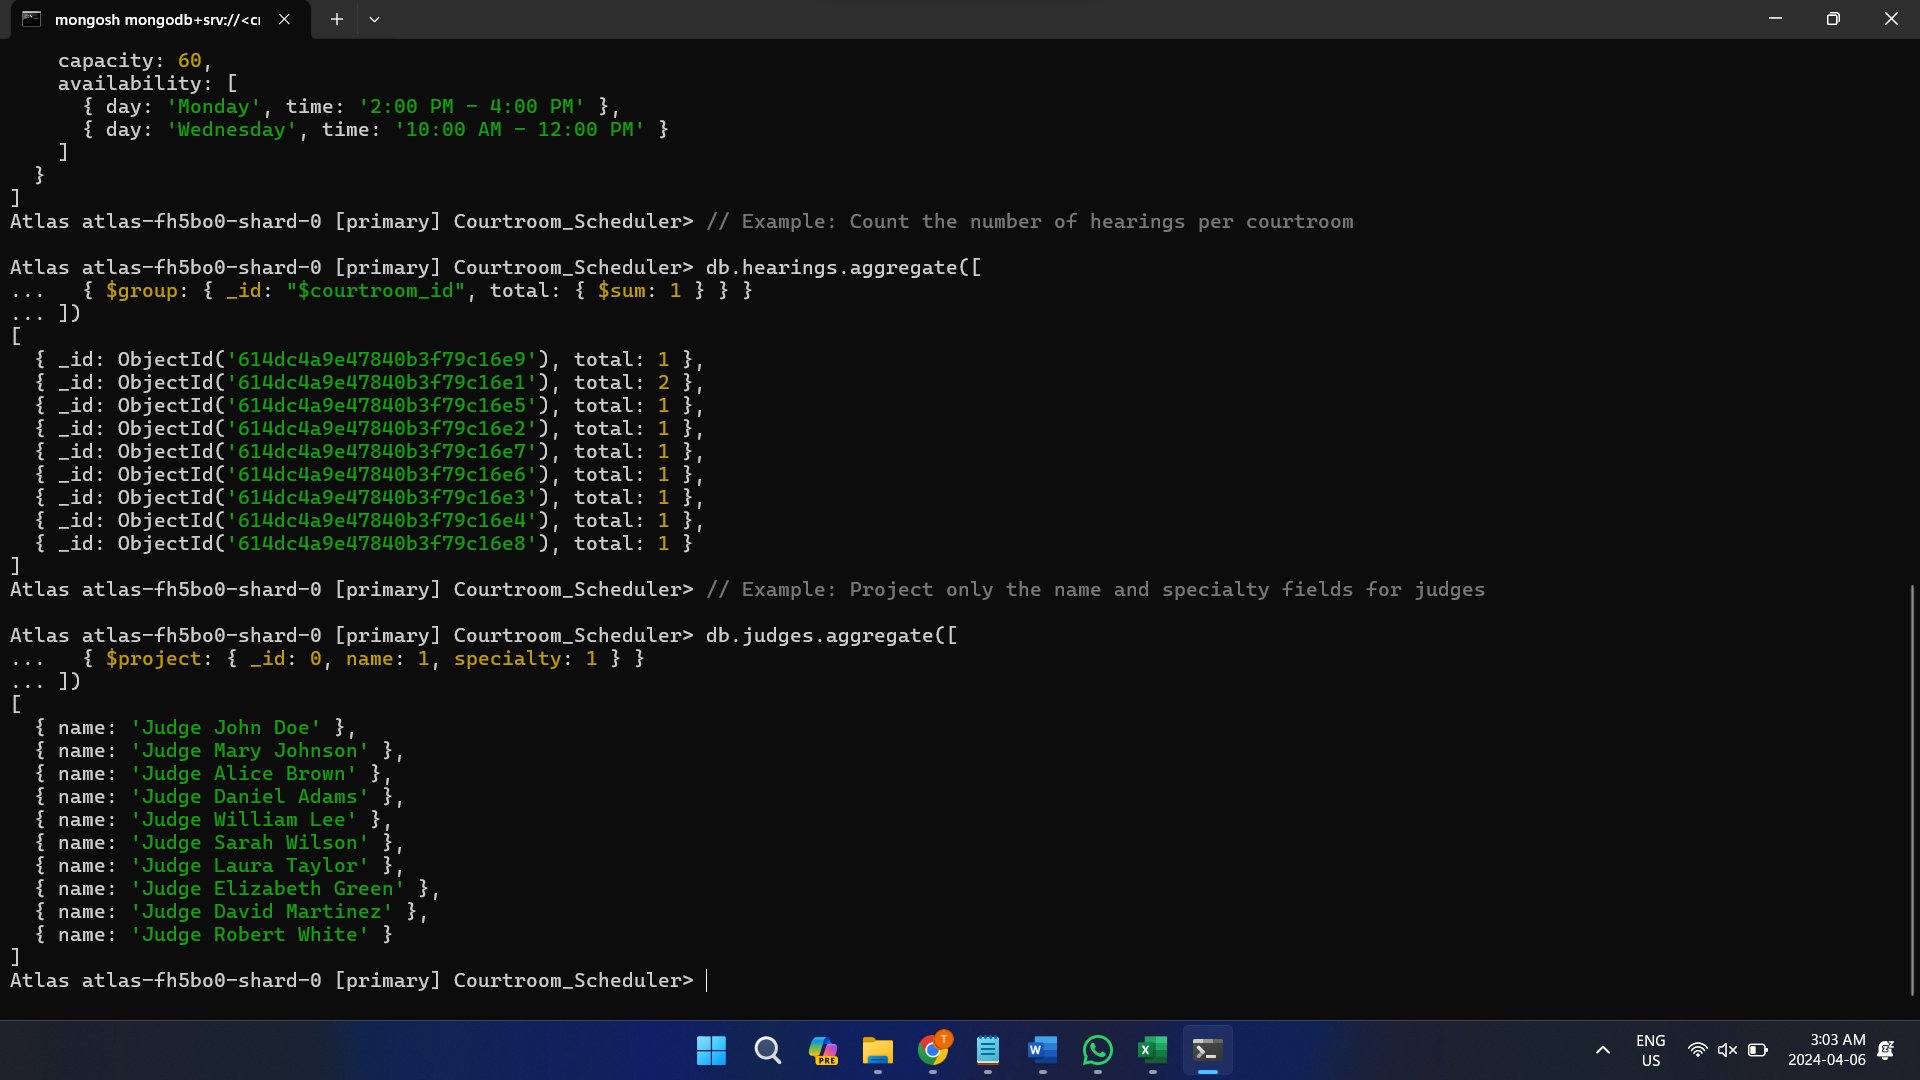 mongosh mongodb+srv://<cr
    capacity: 60,
    availability: [
      { day: 'Monday', time: '2:00 PM - 4:00 PM' },
      { day: 'Wednesday', time: '10:00 AM - 12:00 PM' }
    ]
  }
]
Atlas atlas-fh5bo0-shard-0 [primary] Courtroom_Scheduler> // Example: Count the number of hearings per courtroom
Atlas atlas-fh5bo0-shard-0 [primary] Courtroom_Scheduler> db.hearings.aggregate([
...   { $group: { _id: "$courtroom_id", total: { $sum: 1 } } }
... ])
[
  { _id: ObjectId('614dc4a9e47840b3f79c16e9'), total: 1 },
  { _id: ObjectId('614dc4a9e47840b3f79c16e1'), total: 2 },
  { _id: ObjectId('614dc4a9e47840b3f79c16e5'), total: 1 },
  { _id: ObjectId('614dc4a9e47840b3f79c16e2'), total: 1 },
  { _id: ObjectId('614dc4a9e47840b3f79c16e7'), total: 1 },
  { _id: ObjectId('614dc4a9e47840b3f79c16e6'), total: 1 },
  { _id: ObjectId('614dc4a9e47840b3f79c16e3'), total: 1 },
  { _id: ObjectId('614dc4a9e47840b3f79c16e4'), total: 1 },
  { _id: ObjectId('614dc4a9e47840b3f79c16e8'), total: 1 }
]
Atlas atlas-fh5bo0-shard-0 [primary] Courtroom_Scheduler> // Example: Project only the name and specialty fields for judges
Atlas atlas-fh5bo0-shard-0 [primary] Courtroom_Scheduler> db.judges.aggregate([
...   { $project: { _id: 0, name: 1, specialty: 1 } }
... ])
[
  { name: 'Judge John Doe' },
  { name: 'Judge Mary Johnson' },
  { name: 'Judge Alice Brown' },
  { name: 'Judge Daniel Adams' },
  { name: 'Judge William Lee' },
  { name: 'Judge Sarah Wilson' },
  { name: 'Judge Laura Taylor' },
  { name: 'Judge Elizabeth Green' },
  { name: 'Judge David Martinez' },
  { name: 'Judge Robert White' }
]
Atlas atlas-fh5bo0-shard-0 [primary] Courtroom_Scheduler>
PRE
T
W
X
ENG
US
3:03 AM
2024-04-06